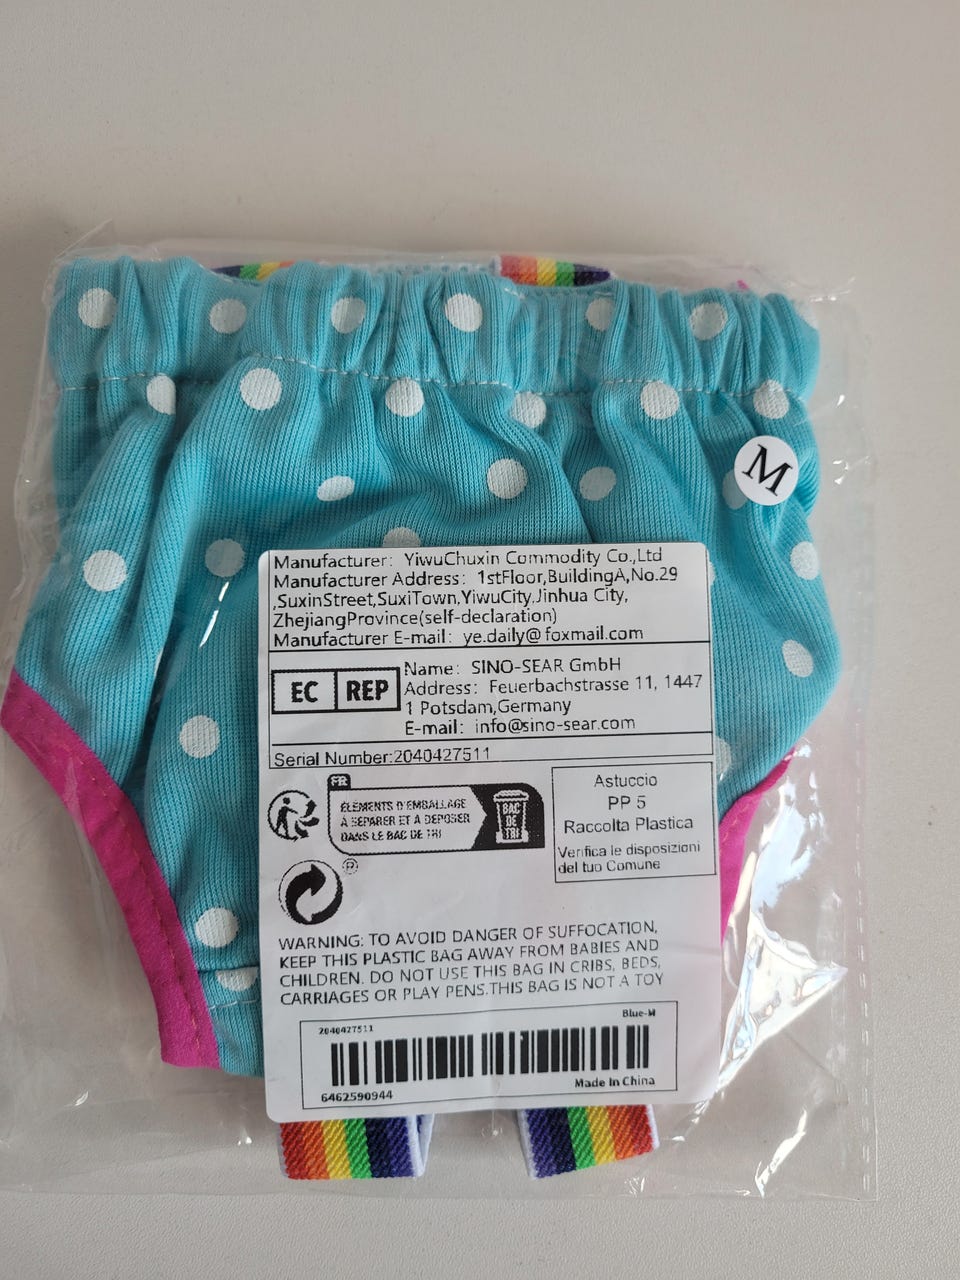 M
Manufacturer: YiwuChuxin Commodity Co.,Ltd
Manufacturer Address: 1stFloor,BuildingA,No.29
,SuxinStreet,SuxiTown,YiwuCity,Jinhua City,
ZhejiangProvince(self-declaration)
Manufacturer E-mail: ye.daily@foxmail.com
EC REP
Name: SINO-SEAR GmbH
Address: Feuerbachstrasse 11, 1447
1 Potsdam,Germany
E-mail: info@sino-sear.com
Serial Number:2040427511
FR
ÉLÉMENTS D'EMBALLAGE
À SÉPARER ET À DÉPOSER
DANS LE BAC DE TRI
BAC
DE
TRI
Astuccio
PP 5
Raccolta Plastica
Verifica le disposizioni
del tuo Comune
®
WARNING: TO AVOID DANGER OF SUFFOCATION,
KEEP THIS PLASTIC BAG AWAY FROM BABIES AND
CHILDREN. DO NOT USE THIS BAG IN CRIBS, BEDS,
CARRIAGES OR PLAY PENS.THIS BAG IS NOT A TOY
Blue-M
2040427511
Made In China
6462590944